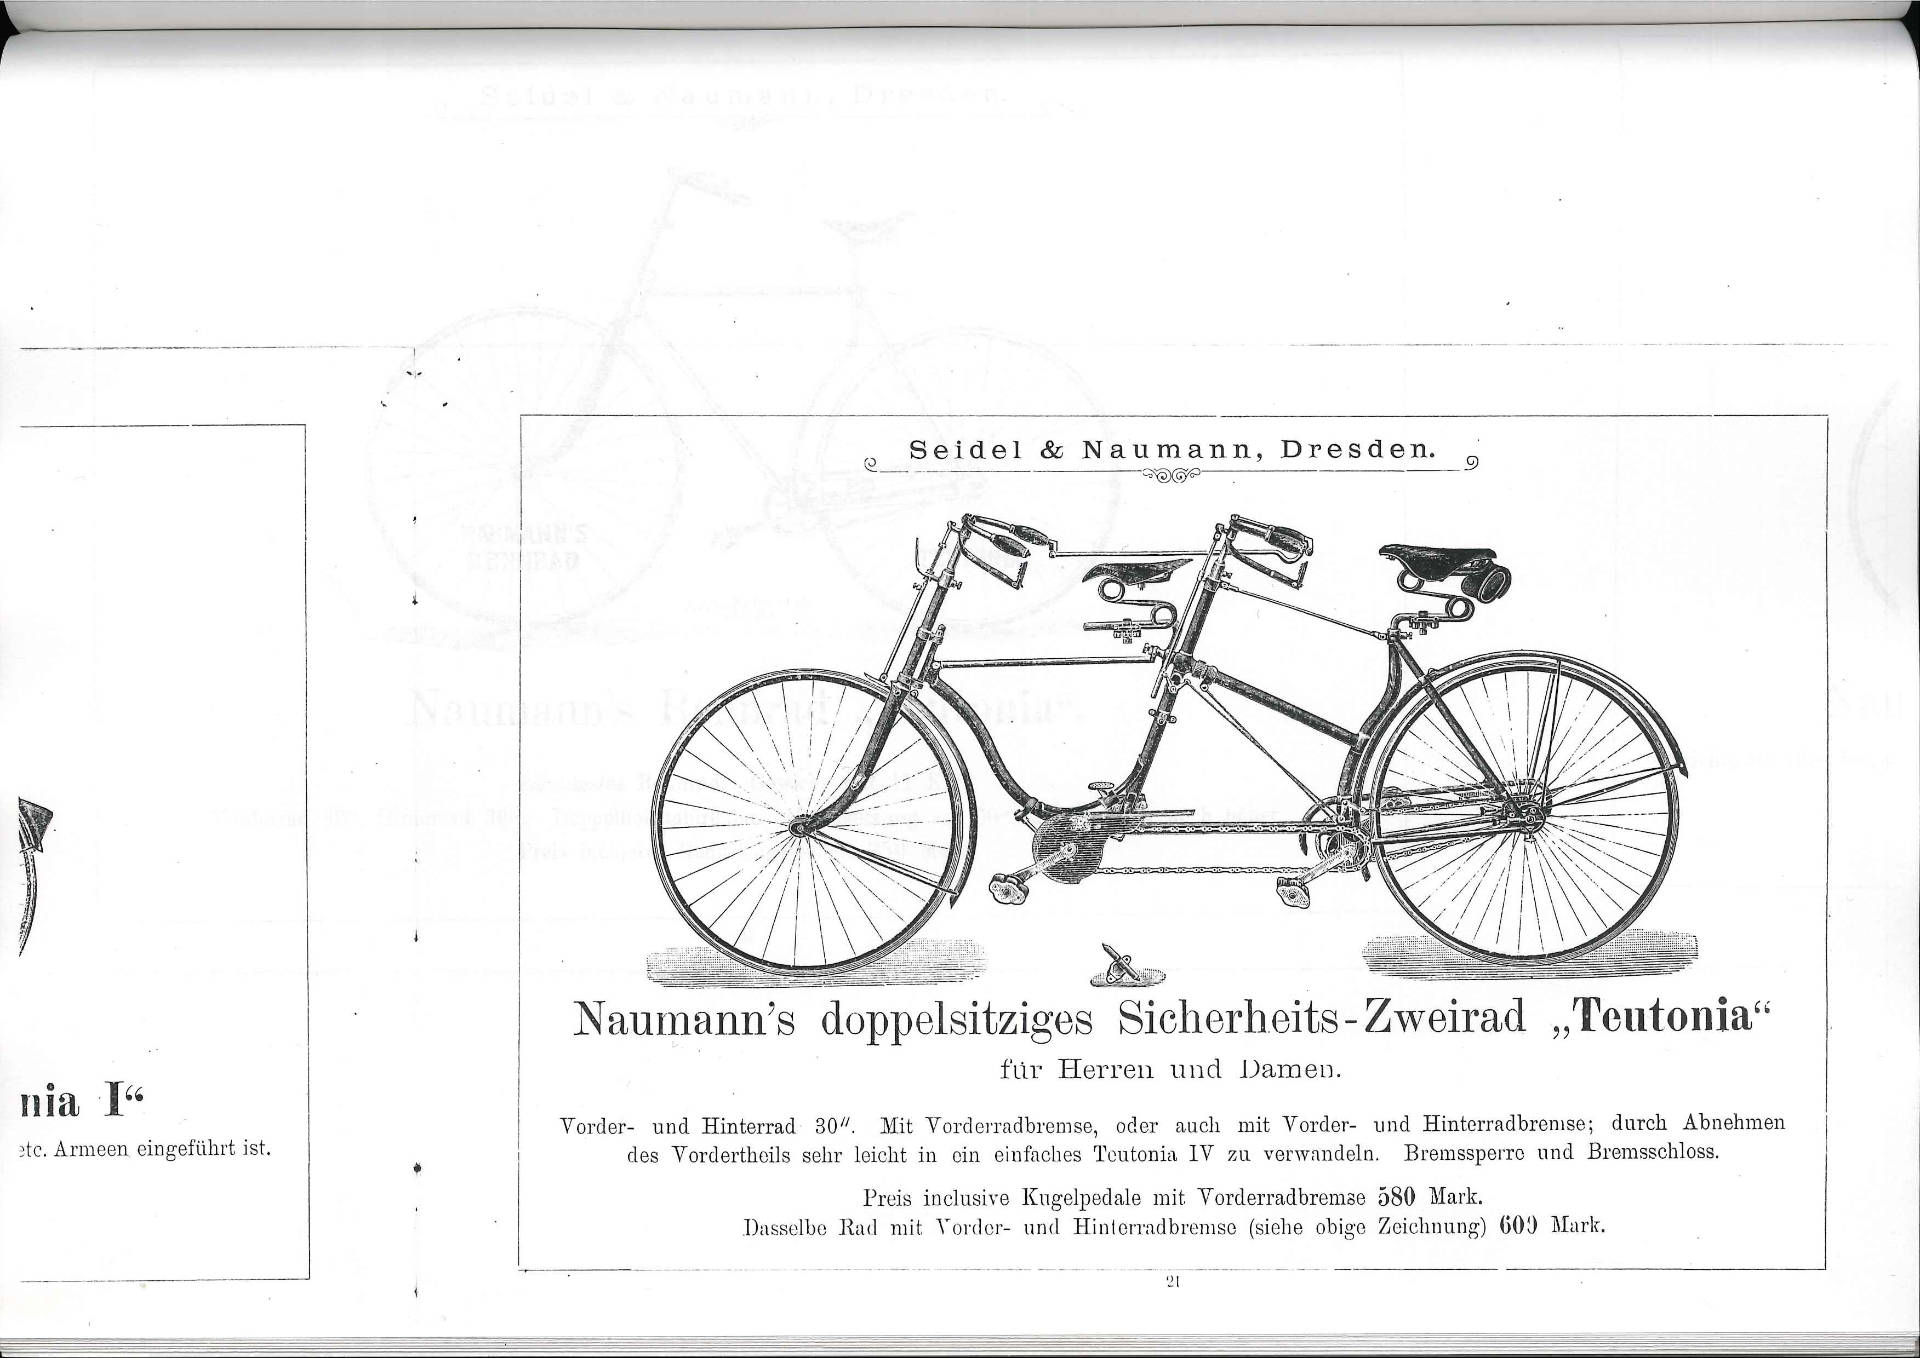 nia I“
etc. Armeen eingeführt ist.
Seidel & Naumann, Dresden.
Naumann's doppelsitziges Sicherheits-Zweirad „Teutonia“
für Herren und Damen.
Vorder- und Hinterrad 30". Mit Vorderradbremse, oder auch mit Vorder- und Hinterradbremse; durch Abnehmen
des Vordertheils sehr leicht in ein einfaches Teutonia IV zu verwandeln. Bremssperre und Bremsschloss.
Preis inclusive Kugelpedale mit Vorderradbremse 580 Mark.
Dasselbe Rad mit Vorder- und Hinterradbremse (siehe obige Zeichnung) 600 Mark.
21